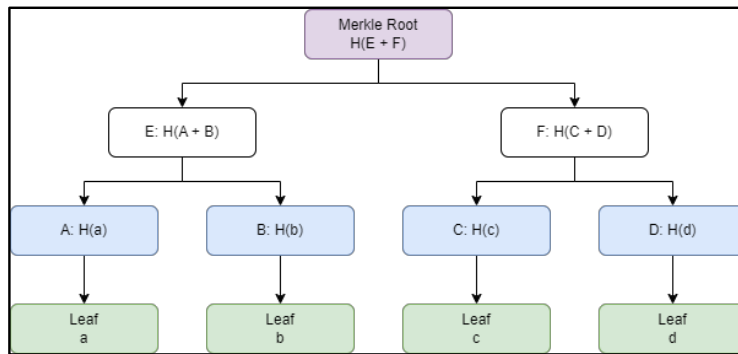 Merkle Root
H(E + F)
E: H(A + B)
F: H(C + D)
A: H(a)
B: H(b)
C: H(c)
D: H(d)
Leaf
a
Leaf
b
Leaf
c
Leaf
d